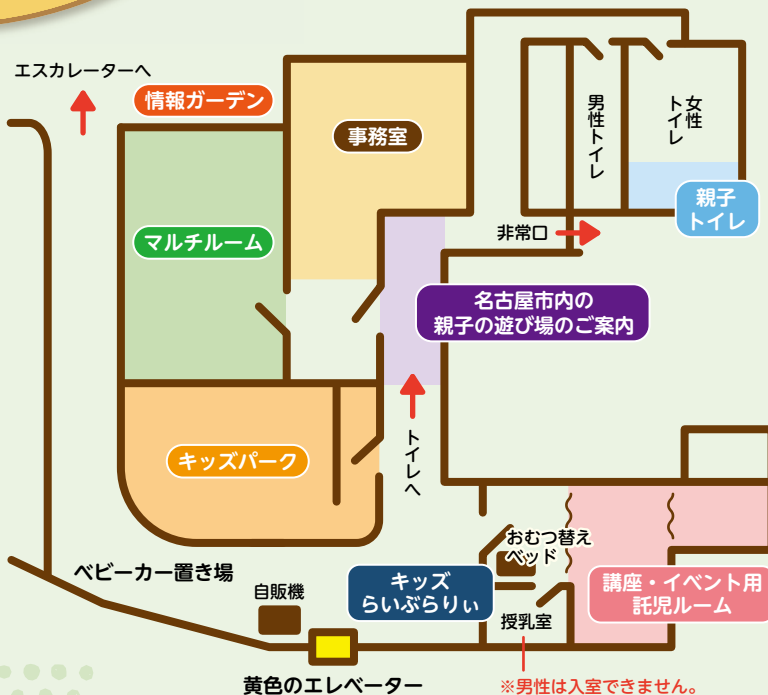 エスカレーターへ
情報ガーデン
事務室
男性トイレ
女性
トイレ
親子
トイレ
マルチルーム
非常口
名古屋市内の
親子の遊び場のご案内
トイレへ
キッズパーク
おむつ替え
ベッド
ベビーカー置き場
自販機
キッズ
らいぶらりぃ
授乳室
講座・イベント用
託児ルーム
黄色のエレベーター
※男性は入室できません。